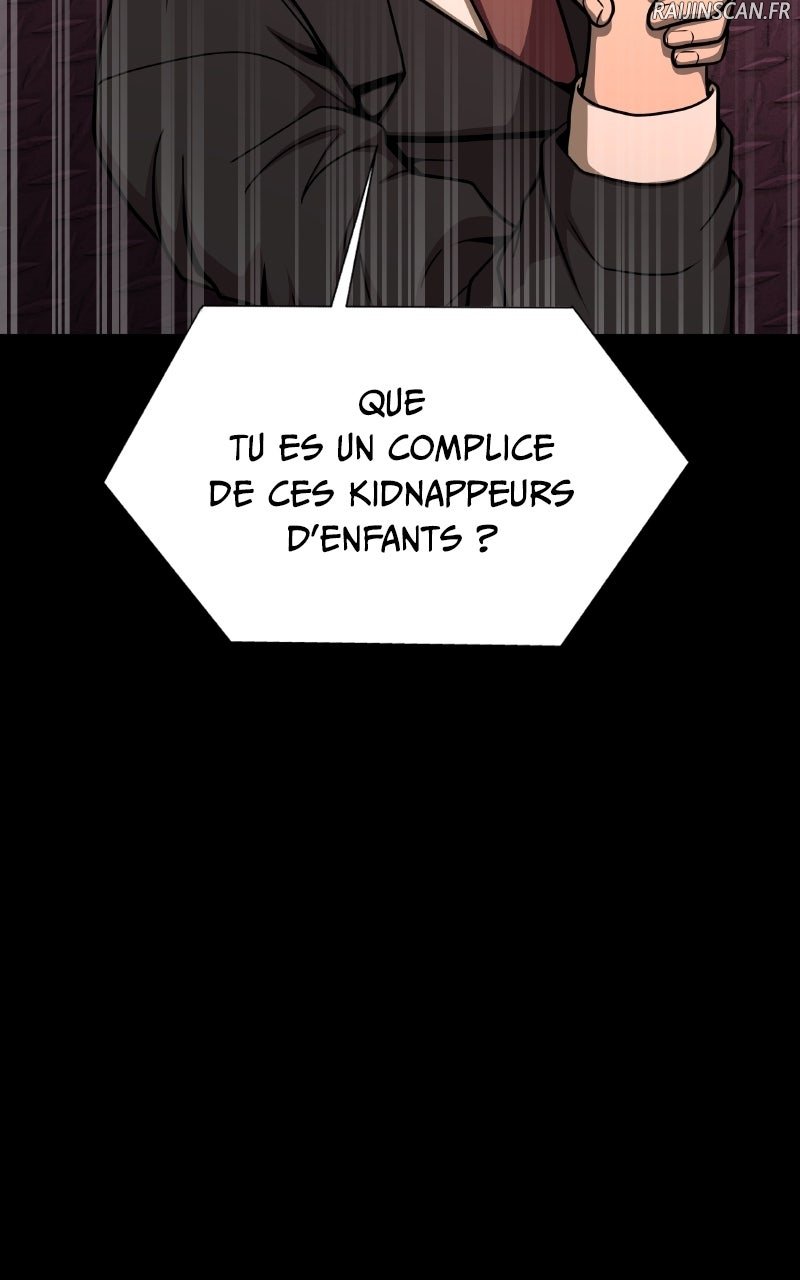 RAIJINSCAN.FR
QUE
TU ES UN COMPLICE
DE CES KIDNAPPEURS
D'ENFANTS ?